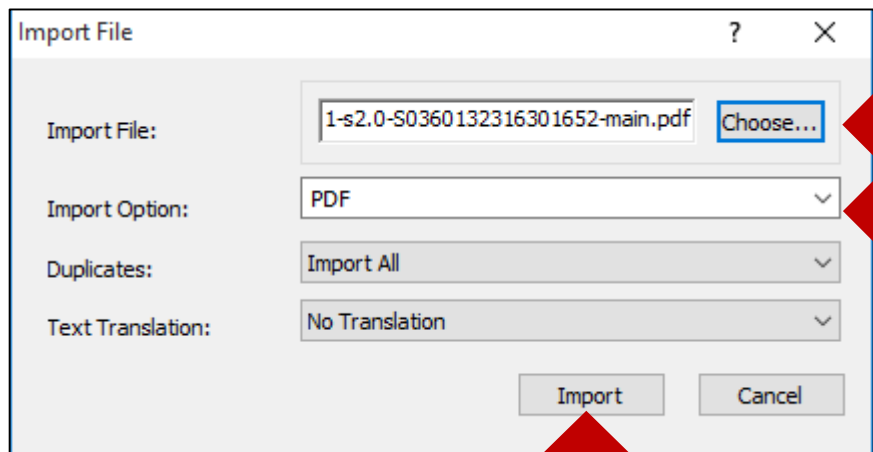 Import File ?
Import File: 1-s2.0-S0360132316301652-main.pdf Choose...
Import Option: PDF
Duplicates: Import All
Text Translation: No Translation
Import Cancel